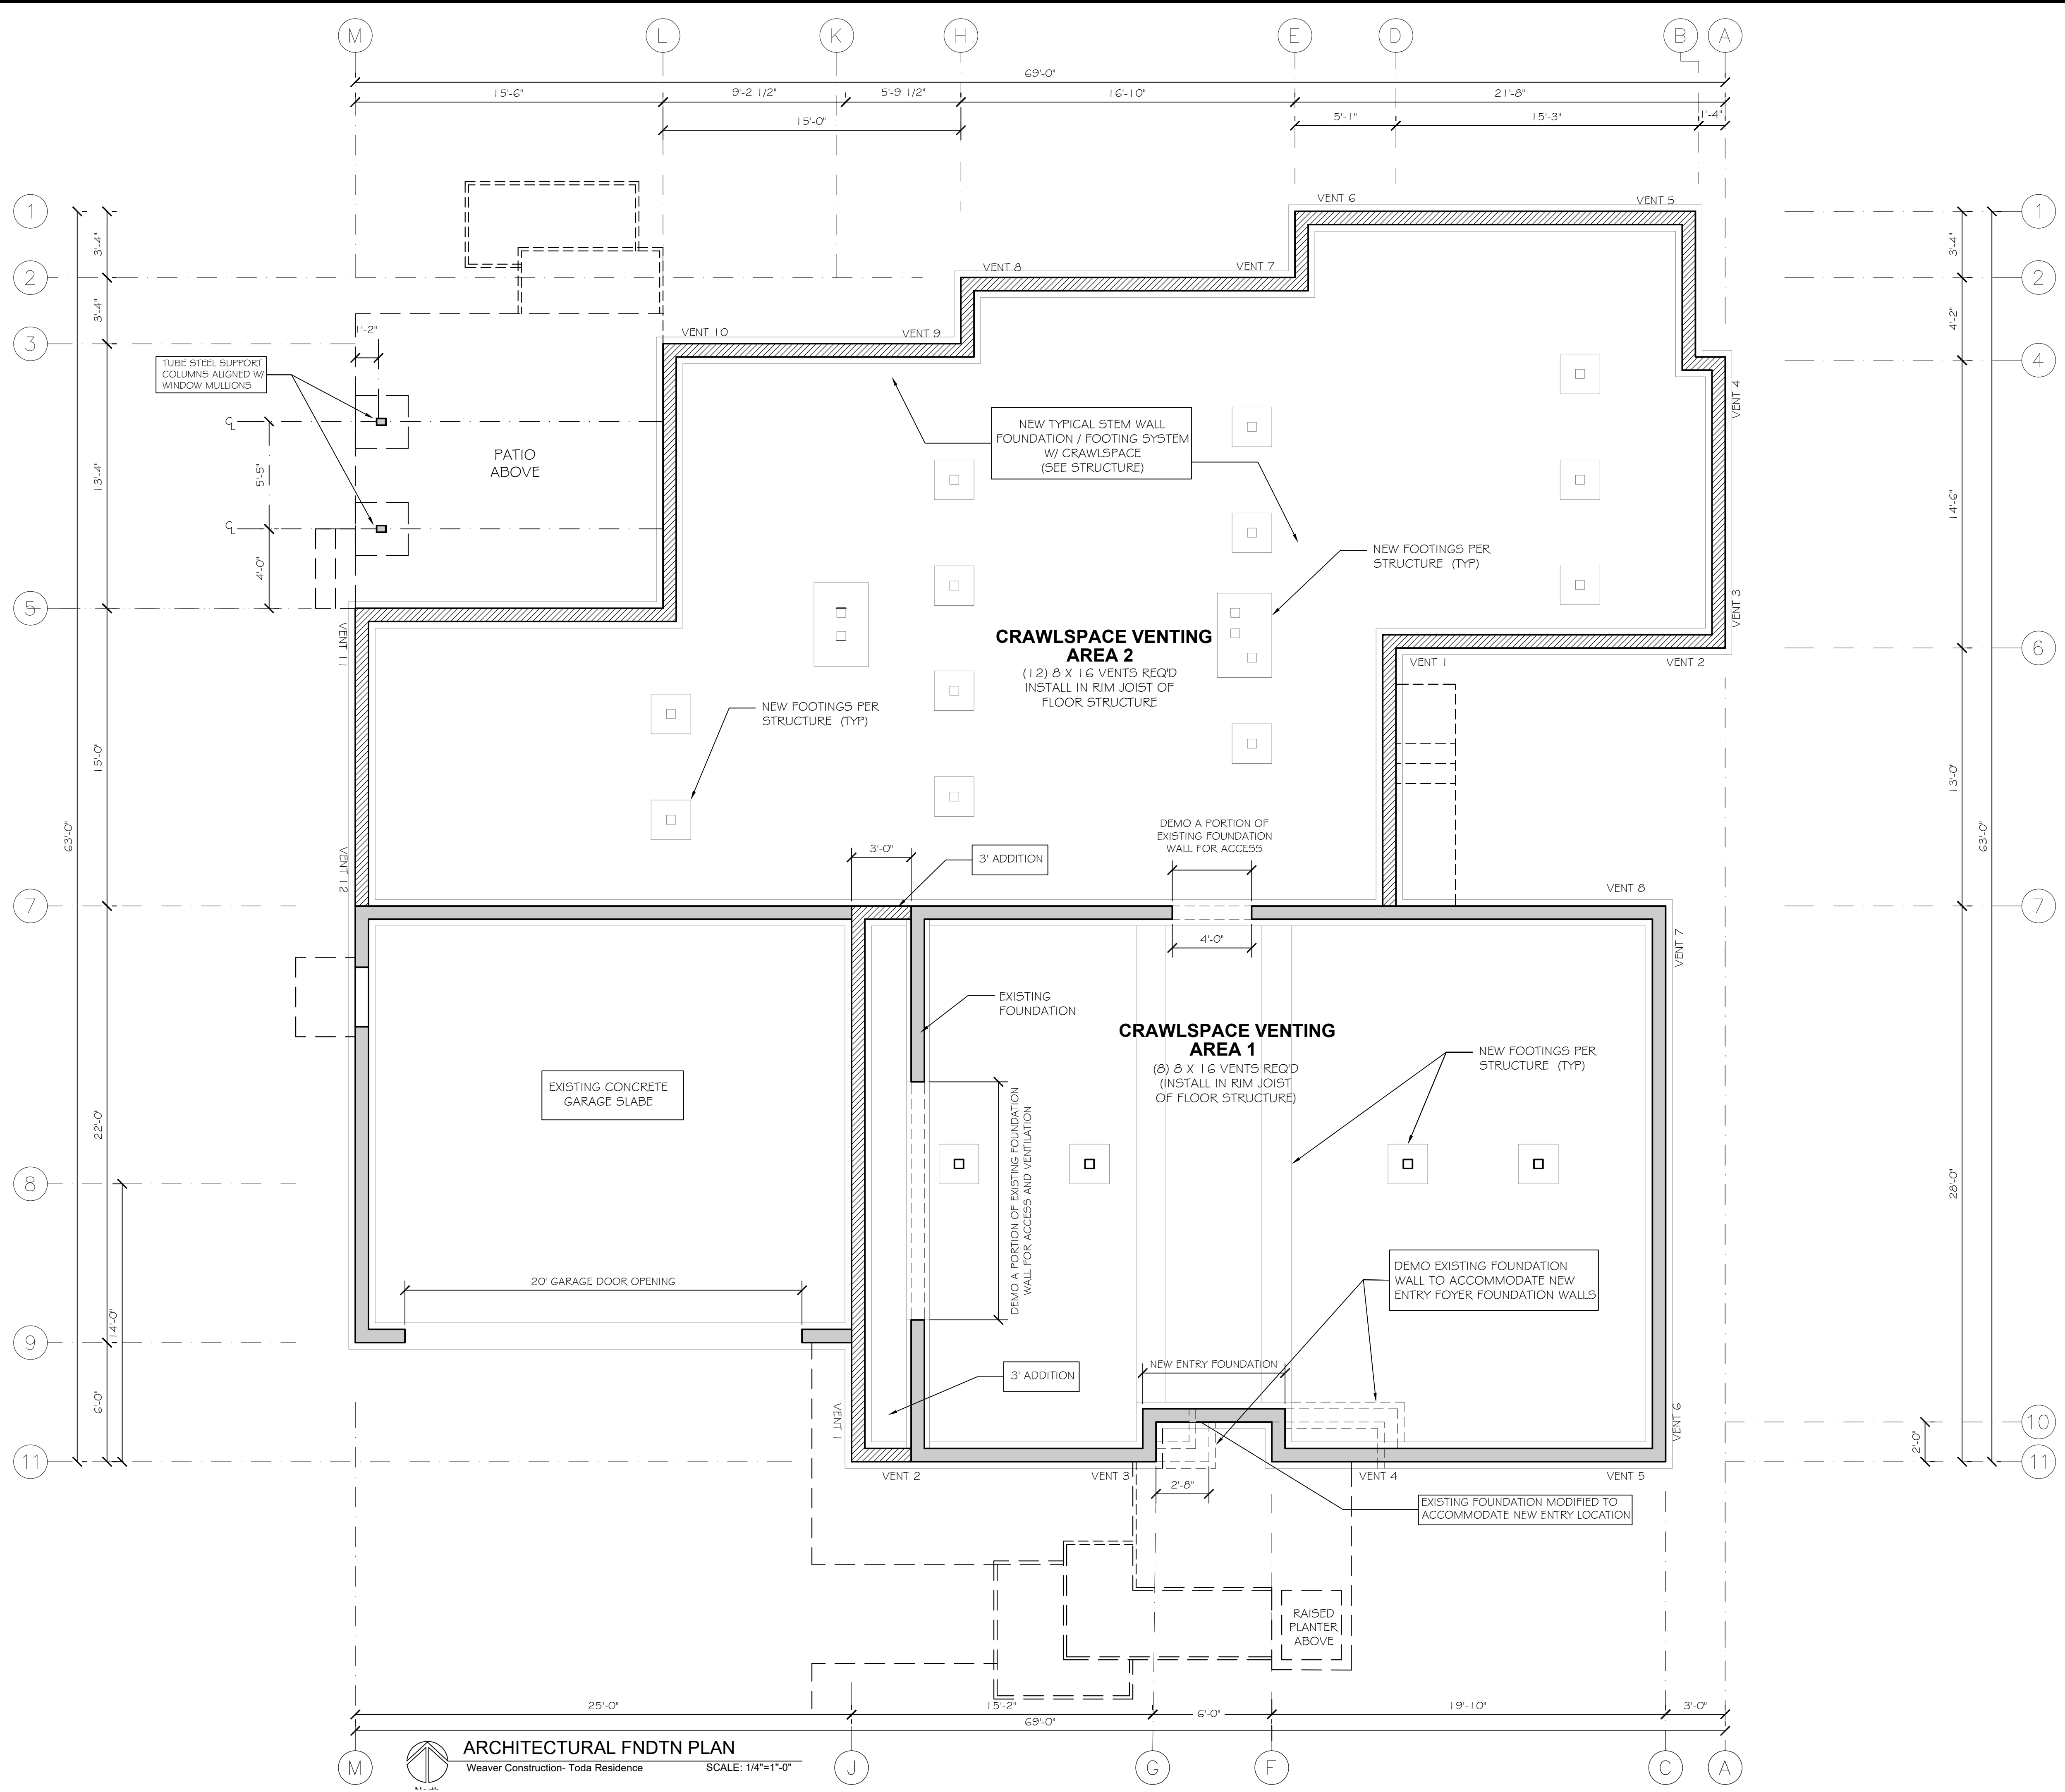 M L K H E D B A
69'-0"
15'-6" 9'-2 1/2" 5'-9 1/2" 16'-10" 21'-8"
15'-0" 5'-1" 15'-3" 1'-4"
VENT 6 VENT 5
1 1
3'-4" 3'-4"
VENT 8 VENT 7
2 2
3'-4" 4'-2"
1'-2" VENT 10 VENT 9
3 4
TUBE STEEL SUPPORT
COLUMNS ALIGNED W/
WINDOW MULLIONS
VENT 4
CL
NEW TYPICAL STEM WALL
FOUNDATION / FOOTING SYSTEM
W/ CRAWLSPACE
(SEE STRUCTURE)
PATIO
ABOVE
5'-5"
13'-4"
14'-6"
CL
4'-0"
NEW FOOTINGS PER
STRUCTURE (TYP)
5
VENT 11
VENT 3
CRAWLSPACE VENTING
AREA 2
(12) 8 X 16 VENTS REQ'D
INSTALL IN RIM JOIST OF
FLOOR STRUCTURE
6
VENT 1 VENT 2
NEW FOOTINGS PER
STRUCTURE (TYP)
15'-0"
13'-0"
63'-0"
63'-0"
DEMO A PORTION OF
EXISTING FOUNDATION
WALL FOR ACCESS
3'-0"
3' ADDITION
VENT 12
VENT 8
7 7
4'-0"
VENT 7
EXISTING
FOUNDATION
CRAWLSPACE VENTING
AREA 1
(8) 8 X 16 VENTS REQ'D
(INSTALL IN RIM JOIST
OF FLOOR STRUCTURE)
NEW FOOTINGS PER
STRUCTURE (TYP)
EXISTING CONCRETE
GARAGE SLABE
22'-0"
28'-0"
DEMO A PORTION OF EXISTING FOUNDATION
WALL FOR ACCESS AND VENTILATION
8
DEMO EXISTING FOUNDATION
WALL TO ACCOMMODATE NEW
ENTRY FOYER FOUNDATION WALLS
20' GARAGE DOOR OPENING
14'-0"
9
NEW ENTRY FOUNDATION
3' ADDITION
6'-0"
VENT 1
VENT 6
10
2'-0"
11 11
VENT 2 VENT 3 VENT 4 VENT 5
2'-8"
EXISTING FOUNDATION MODIFIED TO
ACCOMMODATE NEW ENTRY LOCATION
RAISED
PLANTER
ABOVE
25'-0" 15'-2" 6'-0" 19'-10" 3'-0"
69'-0"
ARCHITECTURAL FNDTN PLAN
Weaver Construction- Toda Residence SCALE: 1/4"=1"-0"
M J G F C A
North